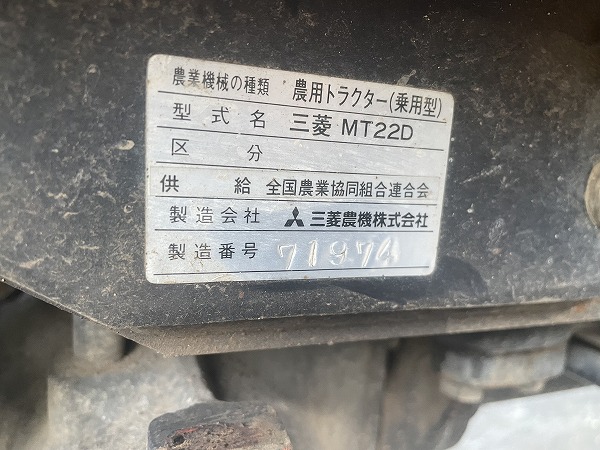 農業機械の種類 農用トラクター(乗用型)
型式名 三菱 MT22D
区分
供給 全国農業協同組合連合会
製造会社 三菱農機株式会社
製造番号 71974